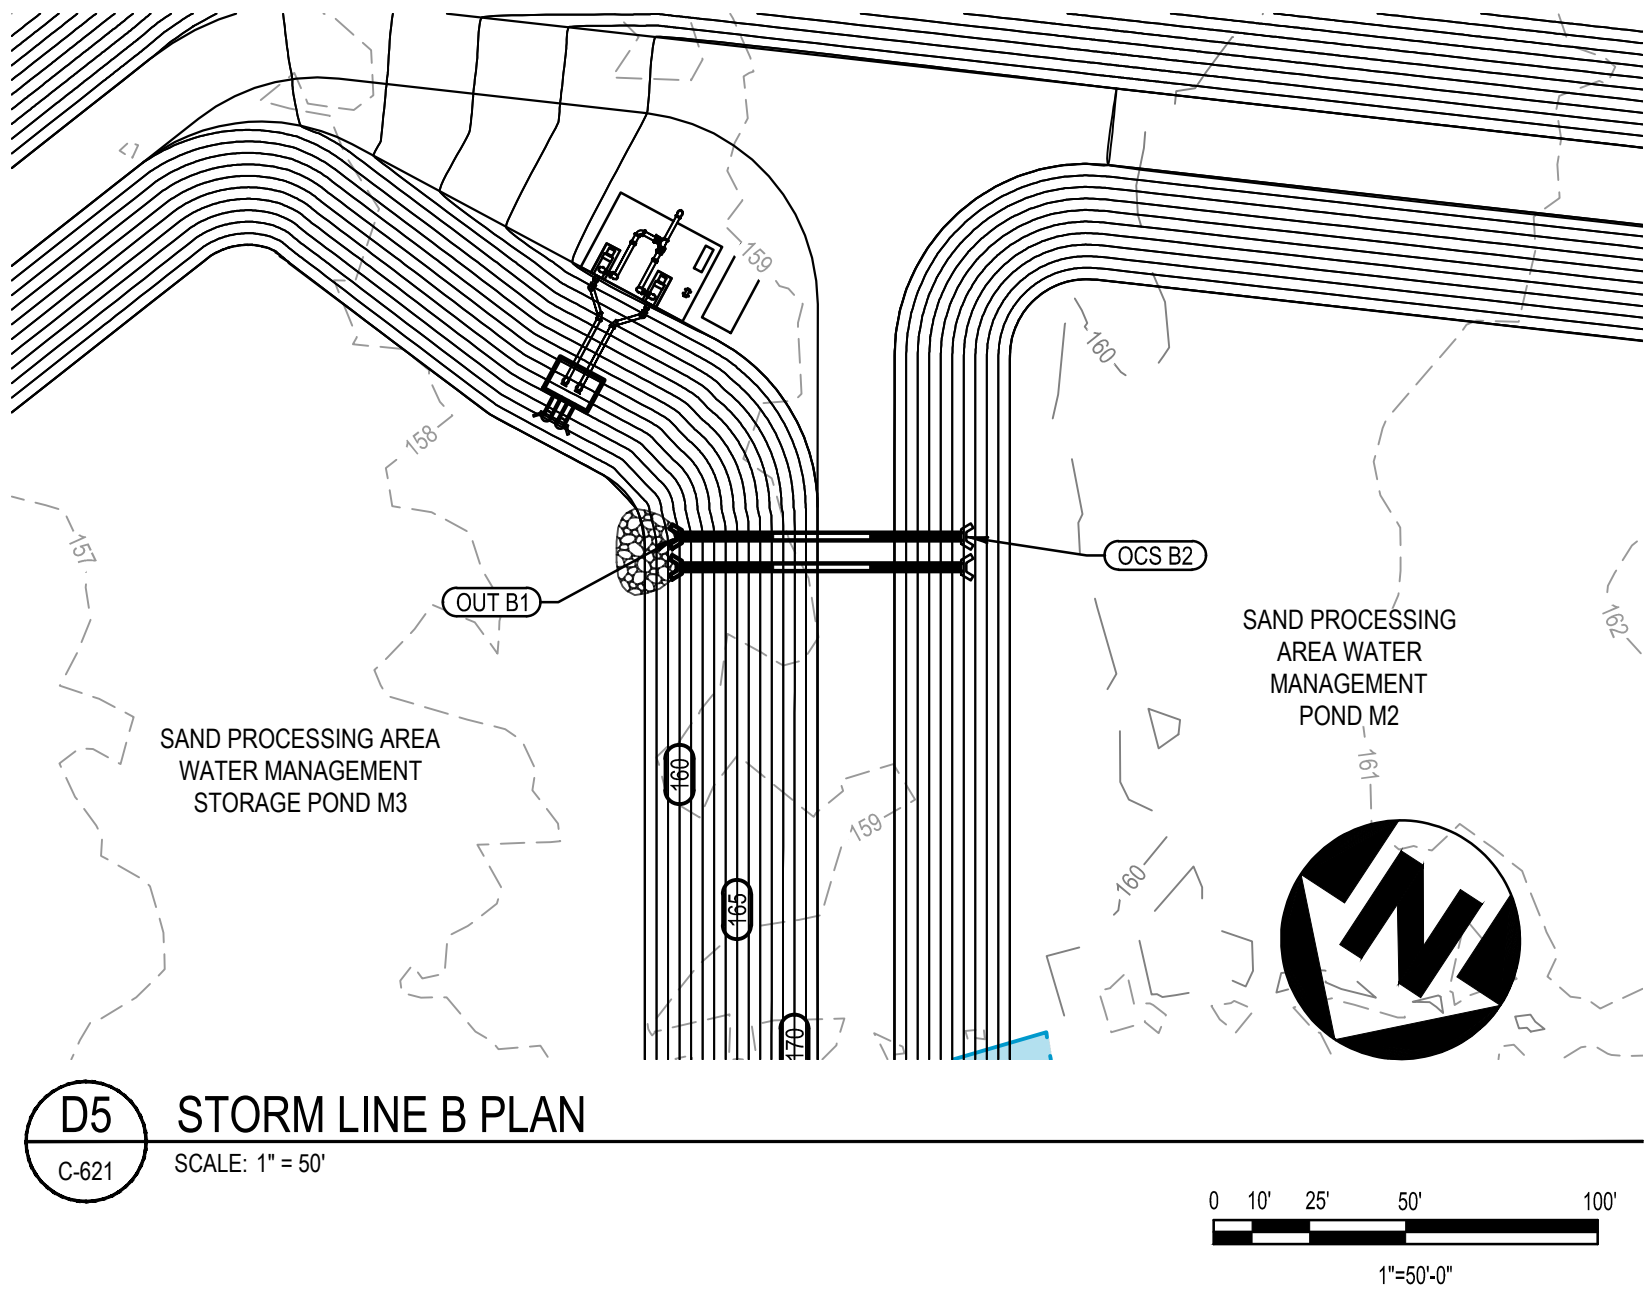 159
160
158
157
OCS B2
OUT B1
162
SAND PROCESSING
AREA WATER
MANAGEMENT
POND M2
SAND PROCESSING AREA
WATER MANAGEMENT
STORAGE POND M3
160
161
159
160
165
N
170
D5
STORM LINE B PLAN
C-621
SCALE: 1" = 50'
0 10' 25' 50' 100'
1"=50'-0"